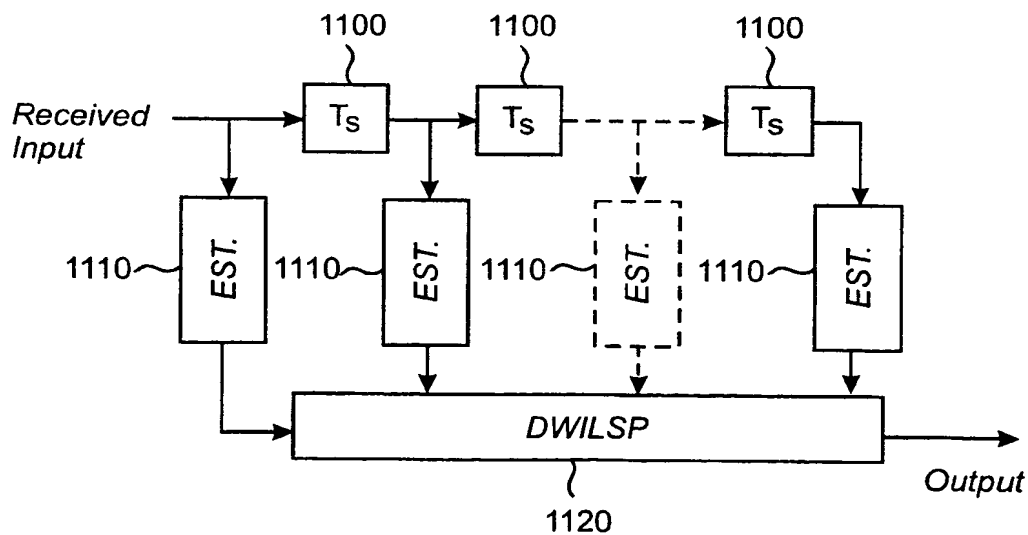 1100
1100
1100
Received
Input
Ts
Ts
Ts
1110
EST.
1110
EST.
1110
EST.
1110
EST.
DWILSP
Output
1120